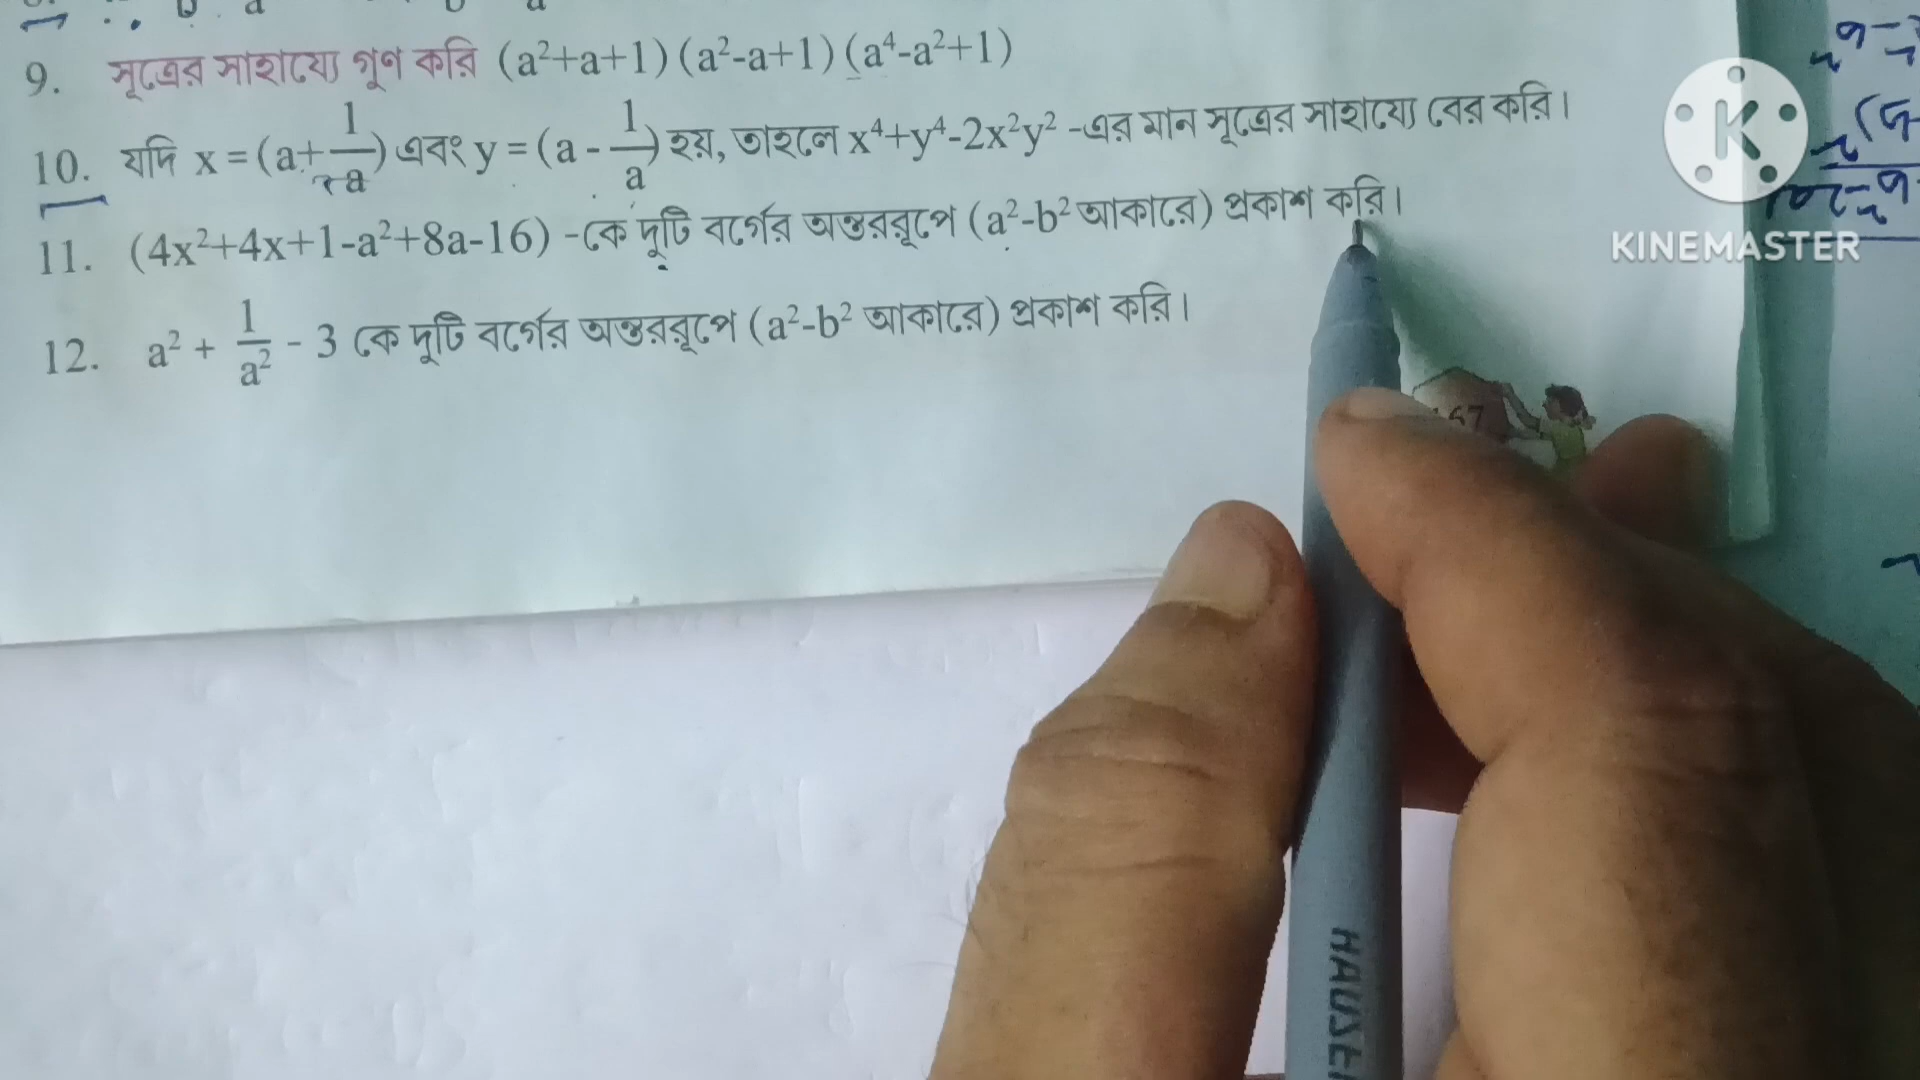 9. সূত্রের সাহায্যে গুণ করি (a²+a+1) (a²-a+1) (a⁴-a²+1)
10. যদি x = (a+1/a) এবং y = (a - 1/a) হয়, তাহলে x⁴+y⁴-2x²y² -এর মান সূত্রের সাহায্যে বের করি।
11. (4x²+4x+1-a²+8a-16) -কে দুটি বর্গের অন্তররূপে (a²-b² আকারে) প্রকাশ করি।
12. a² + 1/a² - 3 কে দুটি বর্গের অন্তররূপে (a²-b² আকারে) প্রকাশ করি।
K
KINEMASTER
HAUSER